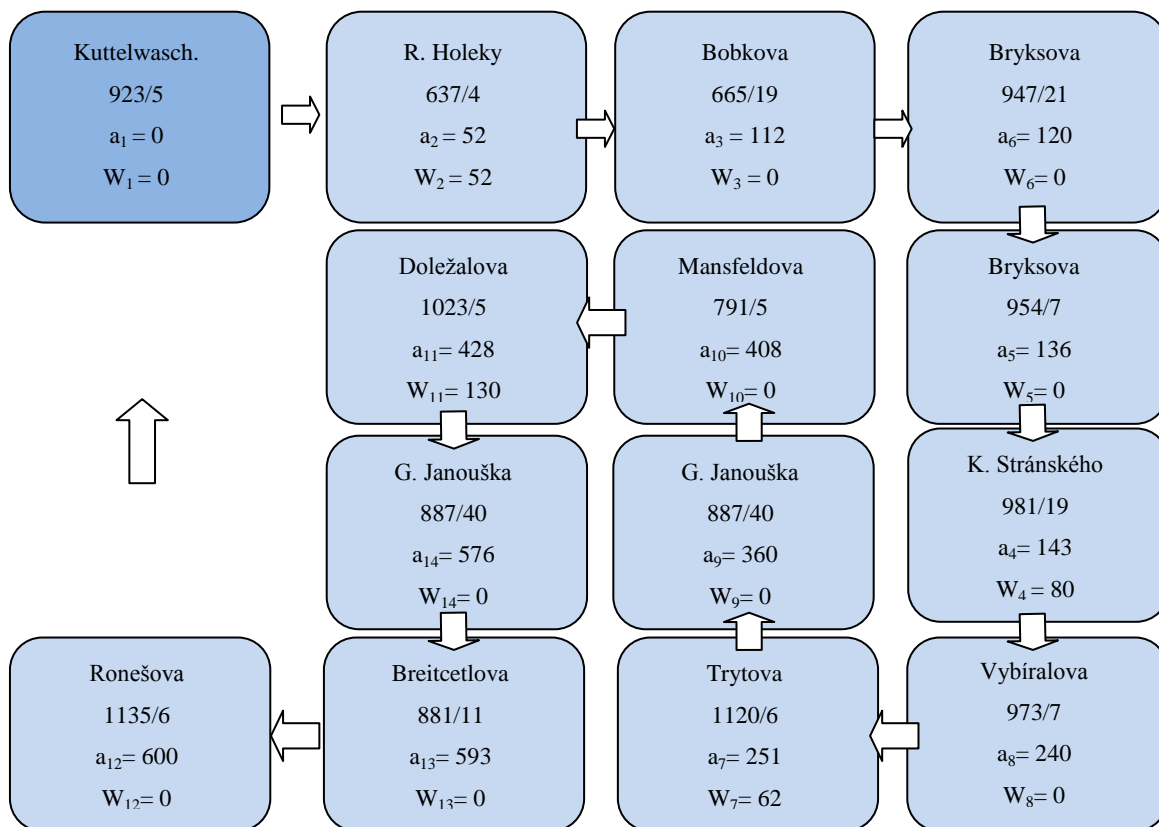 Kuttelwasch.
923/5
a₁ = 0
W₁ = 0
R. Holeky
637/4
a₂ = 52
W₂ = 52
Bobkova
665/19
a₃ = 112
W₃ = 0
Bryksova
947/21
a₆ = 120
W₆= 0
Bryksova
954/7
a₅ = 136
W₅= 0
K. Stránského
981/19
a₄ = 143
W₄ = 80
Vybíralova
973/7
a₈ = 240
W₈ = 0
Trytova
1120/6
a₇ = 251
W₇ = 62
G. Janouška
887/40
a₉ = 360
W₉ = 0
Mansfeldova
791/5
a₁₀ = 408
W₁₀= 0
Doležalova
1023/5
a₁₁= 428
W₁₁= 130
G. Janouška
887/40
a₁₄= 576
W₁₄= 0
Breitcetlova
881/11
a₁₃= 593
W₁₃= 0
Ronešova
1135/6
a₁₂= 600
W₁₂= 0